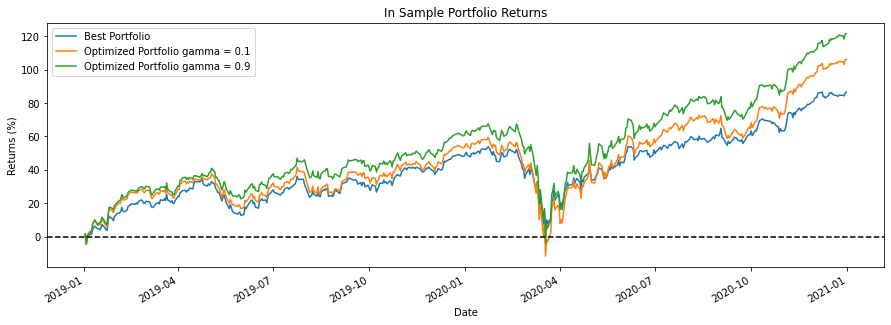 In Sample Portfolio Returns
Best Portfolio
Optimized Portfolio gamma = 0.1
Optimized Portfolio gamma = 0.9
Returns (%)
120
100
80
60
40
20
0
2019-01
2019-04
2019-07
2019-10
2020-01
2020-04
2020-07
2020-10
2021-01
Date